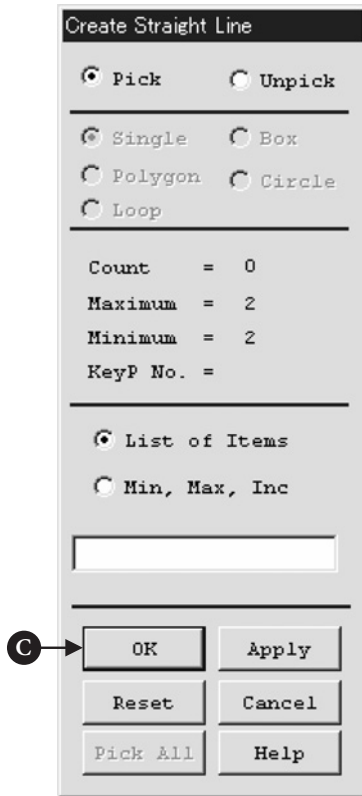 Create Straight Line
Pick Unpick
Single Box
Polygon Circle
Loop
Count = 0
Maximum = 2
Minimum = 2
KeyP No. =
List of Items
Min, Max, Inc
C OK Apply
Reset Cancel
Pick All Help